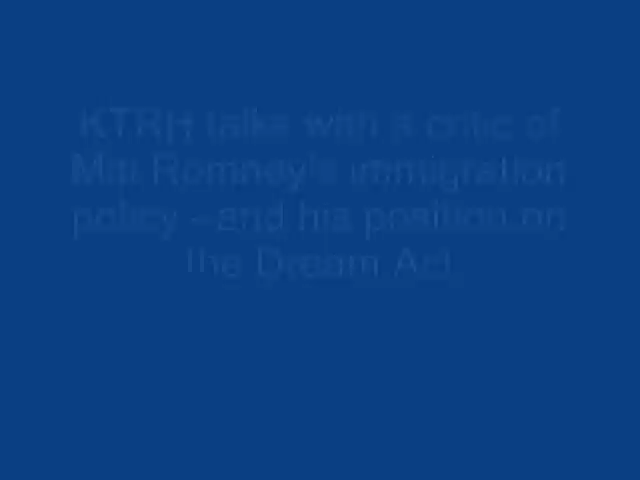 KTRH talks with a critic of
Mitt Romney's immigration
policy - and his position on
the Dream Act